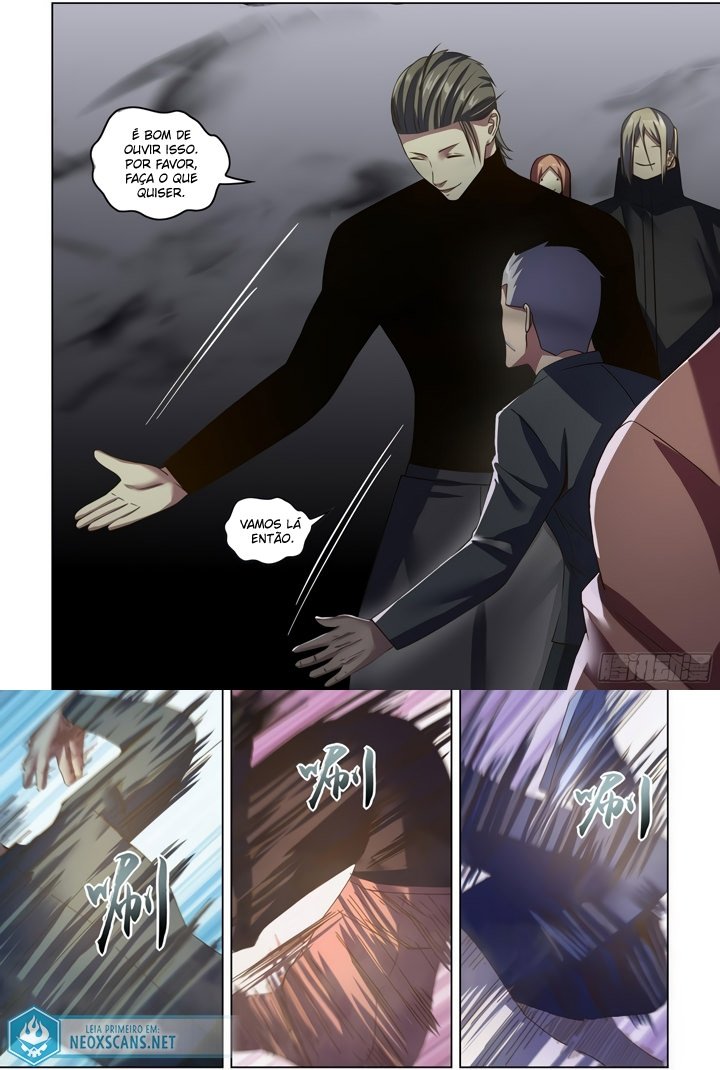 É BOM DE
OUVIR ISSO.
POR FAVOR,
FAÇA O QUE
QUISER.
VAMOS LÁ
ENTÃO.
唰
唰
唰
LEIA PRIMEIRO EM:
NEOXSCANS.NET